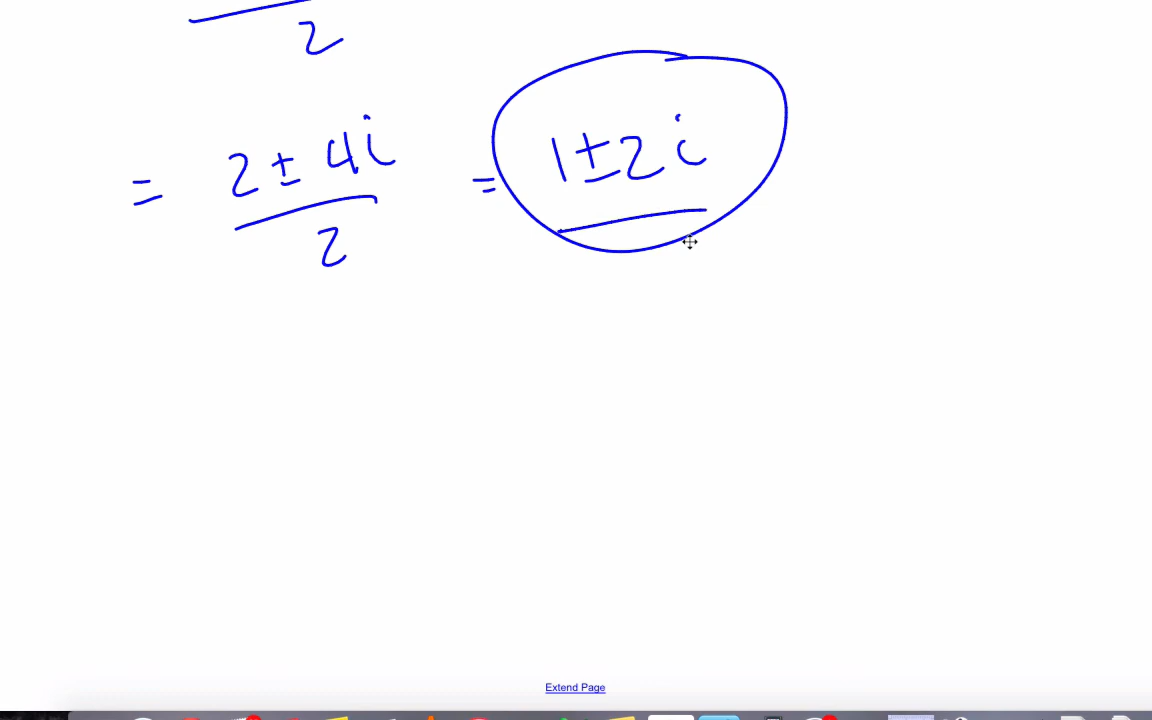 2
= 2 ± 4i / 2 = 1 ± 2i
Extend Page